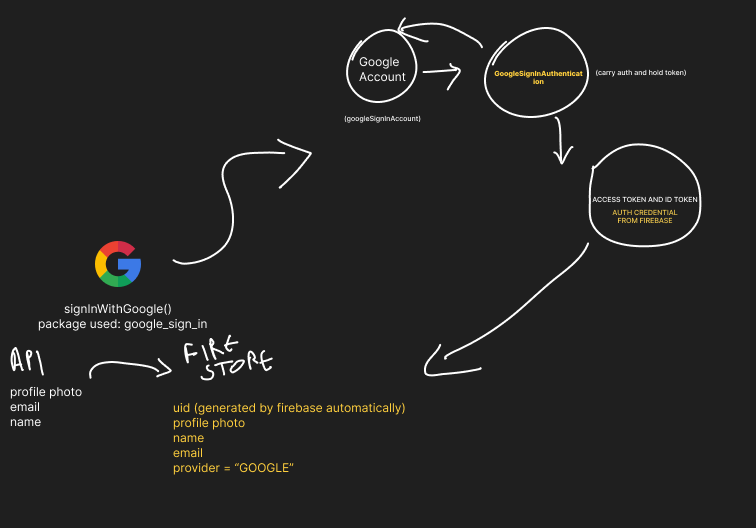 Google
Account
(googleSignInAccount)
GoogleSignInAuthenticat
ion
(carry auth and hold token)
ACCESS TOKEN AND ID TOKEN
AUTH CREDENTIAL
FROM FIREBASE
signInWithGoogle()
package used: google_sign_in
API
profile photo
email
name
FIRE
STORE
uid (generated by firebase automatically)
profile photo
name
email
provider = “GOOGLE”